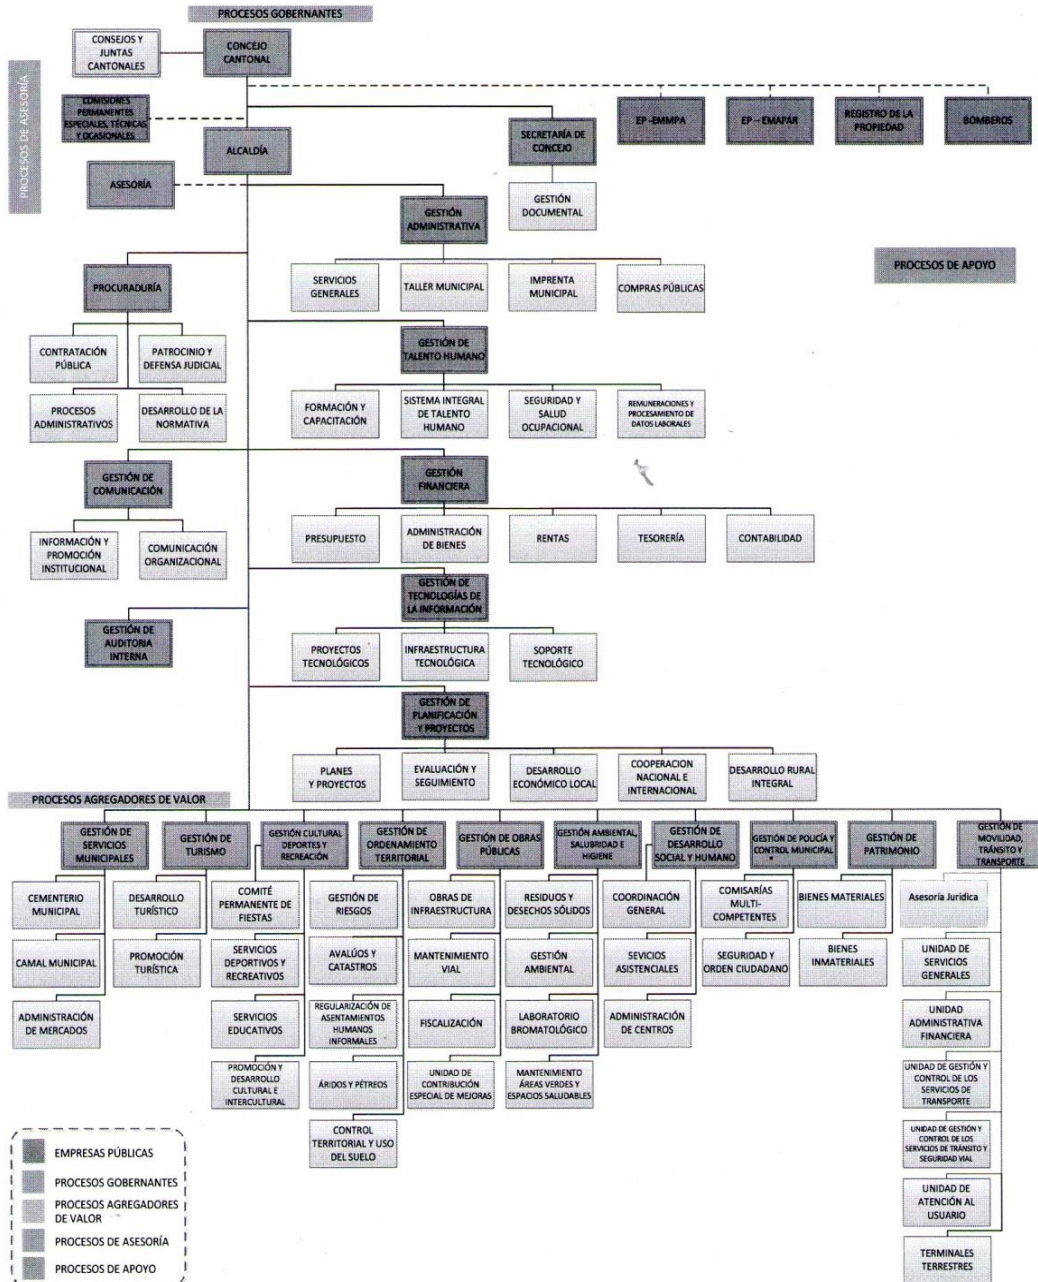 PROCESOS GOBERNANTES
CONSEJOS Y
JUNTAS
CANTONALES
CONCEJO
CANTONAL
PROCESOS DE ASESORÍA
COMISIONES
PERMANENTES
ESPECIALES, TÉCNICAS
Y OCASIONALES
ALCALDÍA
SECRETARÍA DE
CONCEJO
EP -EMMPA
EP – EMAPAR
REGISTRO DE LA
PROPIEDAD
BOMBEROS
ASESORÍA
GESTIÓN
DOCUMENTAL
GESTIÓN
ADMINISTRATIVA
PROCESOS DE APOYO
SERVICIOS
GENERALES
TALLER MUNICIPAL
IMPRENTA
MUNICIPAL
COMPRAS PÚBLICAS
PROCURADURÍA
CONTRATACIÓN
PÚBLICA
PATROCINIO Y
DEFENSA JUDICIAL
PROCESOS
ADMINISTRATIVOS
DESARROLLO DE LA
NORMATIVA
GESTIÓN DE
TALENTO HUMANO
FORMACIÓN Y
CAPACITACIÓN
SISTEMA INTEGRAL
DE TALENTO
HUMANO
SEGURIDAD Y
SALUD
OCUPACIONAL
REMUNERACIONES Y
PROCESAMIENTO DE
DATOS LABORALES
GESTIÓN DE
COMUNICACIÓN
INFORMACIÓN Y
PROMOCIÓN
INSTITUCIONAL
COMUNICACIÓN
ORGANIZACIONAL
GESTIÓN
FINANCIERA
PRESUPUESTO
ADMINISTRACIÓN
DE BIENES
RENTAS
TESORERÍA
CONTABILIDAD
GESTIÓN DE
AUDITORIA
INTERNA
GESTIÓN DE
TECNOLOGÍAS DE
LA INFORMACIÓN
PROYECTOS
TECNOLÓGICOS
INFRAESTRUCTURA
TECNOLÓGICA
SOPORTE
TECNOLÓGICO
GESTIÓN DE
PLANIFICACIÓN
Y PROYECTOS
PLANES
Y PROYECTOS
EVALUACIÓN Y
SEGUIMIENTO
DESARROLLO
ECONÓMICO LOCAL
COOPERACION
NACIONAL E
INTERNACIONAL
DESARROLLO RURAL
INTEGRAL
PROCESOS AGREGADORES DE VALOR
GESTIÓN DE
SERVICIOS
MUNICIPALES
CEMENTERIO
MUNICIPAL
CAMAL MUNICIPAL
ADMINISTRACIÓN
DE MERCADOS
GESTIÓN DE
TURISMO
DESARROLLO
TURÍSTICO
PROMOCIÓN
TURÍSTICA
GESTIÓN CULTURAL
DEPORTES Y
RECREACIÓN
COMITÉ
PERMANENTE DE
FIESTAS
SERVICIOS
DEPORTIVOS Y
RECREATIVOS
SERVICIOS
EDUCATIVOS
PROMOCIÓN Y
DESARROLLO
CULTURAL E
INTERCULTURAL
GESTIÓN DE
ORDENAMIENTO
TERRITORIAL
GESTIÓN DE
RIESGOS
AVALÚOS Y
CATASTROS
REGULARIZACIÓN DE
ASENTAMIENTOS
HUMANOS
INFORMALES
ÁRIDOS Y PÉTREOS
CONTROL
TERRITORIAL Y USO
DEL SUELO
GESTIÓN DE OBRAS
PÚBLICAS
OBRAS DE
INFRAESTRUCTURA
MANTENIMIENTO
VIAL
FISCALIZACIÓN
UNIDAD DE
CONTRIBUCIÓN
ESPECIAL DE MEJORAS
GESTIÓN AMBIENTAL,
SALUBRIDAD E
HIGIENE
RESIDUOS Y
DESECHOS SÓLIDOS
GESTIÓN
AMBIENTAL
LABORATORIO
BROMATOLÓGICO
MANTENIMIENTO
ÁREAS VERDES Y
ESPACIOS SALUDABLES
GESTIÓN DE
DESARROLLO
SOCIAL Y HUMANO
COORDINACIÓN
GENERAL
SEVICIOS
ASISTENCIALES
ADMINISTRACIÓN
DE CENTROS
GESTIÓN DE POLICÍA Y
CONTROL MUNICIPAL
COMISARÍAS
MULTI-
COMPETENTES
SEGURIDAD Y
ORDEN CIUDADANO
GESTIÓN DE
PATRIMONIO
BIENES MATERIALES
BIENES
INMATERIALES
GESTIÓN DE
MOVILIDAD,
TRÁNSITO Y
TRANSPORTE
Asesoría Juridica
UNIDAD DE
SERVICIOS
GENERALES
UNIDAD
ADMINISTRATIVA
FINANCIERA
UNIDAD DE GESTIÓN Y
CONTROL DE LOS
SERVICIOS DE
TRANSPORTE
UNIDAD DE GESTIÓN Y
CONTROL DE LOS
SERVICIOS DE TRÁNSITO Y
SEGURIDAD VIAL
UNIDAD DE
ATENCIÓN AL
USUARIO
TERMINALES
TERRESTRES
EMPRESAS PÚBLICAS
PROCESOS GOBERNANTES
PROCESOS AGREGADORES
DE VALOR
PROCESOS DE ASESORÍA
PROCESOS DE APOYO